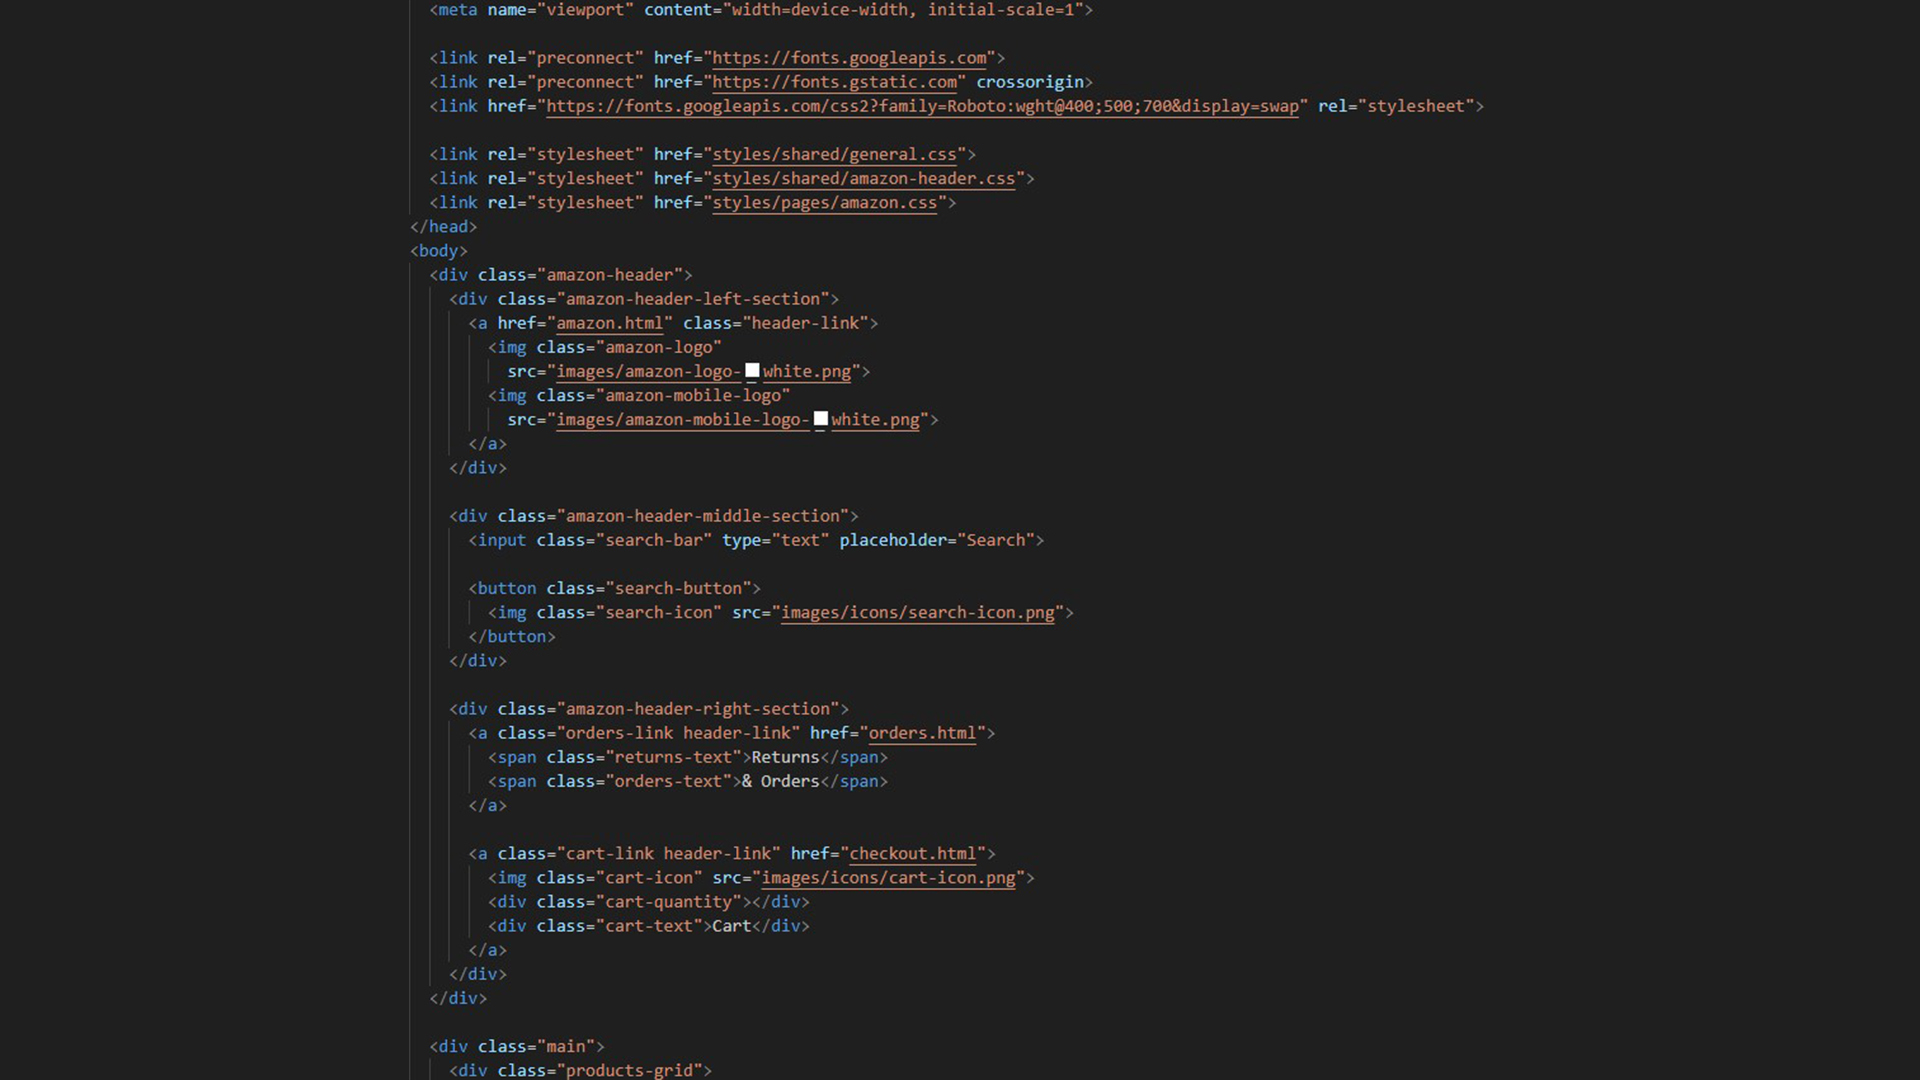 <meta name="viewport" content="width=device-width, initial-scale=1">
<link rel="preconnect" href="https://fonts.googleapis.com">
<link rel="preconnect" href="https://fonts.gstatic.com" crossorigin>
<link href="https://fonts.googleapis.com/css2?family=Roboto:wght@400;500;700&display=swap" rel="stylesheet">
<link rel="stylesheet" href="styles/shared/general.css">
<link rel="stylesheet" href="styles/shared/amazon-header.css">
<link rel="stylesheet" href="styles/pages/amazon.css">
</head>
<body>
<div class="amazon-header">
<div class="amazon-header-left-section">
<a href="amazon.html" class="header-link">
<img class="amazon-logo"
src="images/amazon-logo-white.png">
<img class="amazon-mobile-logo"
src="images/amazon-mobile-logo-white.png">
</a>
</div>
<div class="amazon-header-middle-section">
<input class="search-bar" type="text" placeholder="Search">
<button class="search-button">
<img class="search-icon" src="images/icons/search-icon.png">
</button>
</div>
<div class="amazon-header-right-section">
<a class="orders-link header-link" href="orders.html">
<span class="returns-text">Returns</span>
<span class="orders-text">& Orders</span>
</a>
<a class="cart-link header-link" href="checkout.html">
<img class="cart-icon" src="images/icons/cart-icon.png">
<div class="cart-quantity"></div>
<div class="cart-text">Cart</div>
</a>
</div>
</div>
<div class="main">
<div class="products-grid">